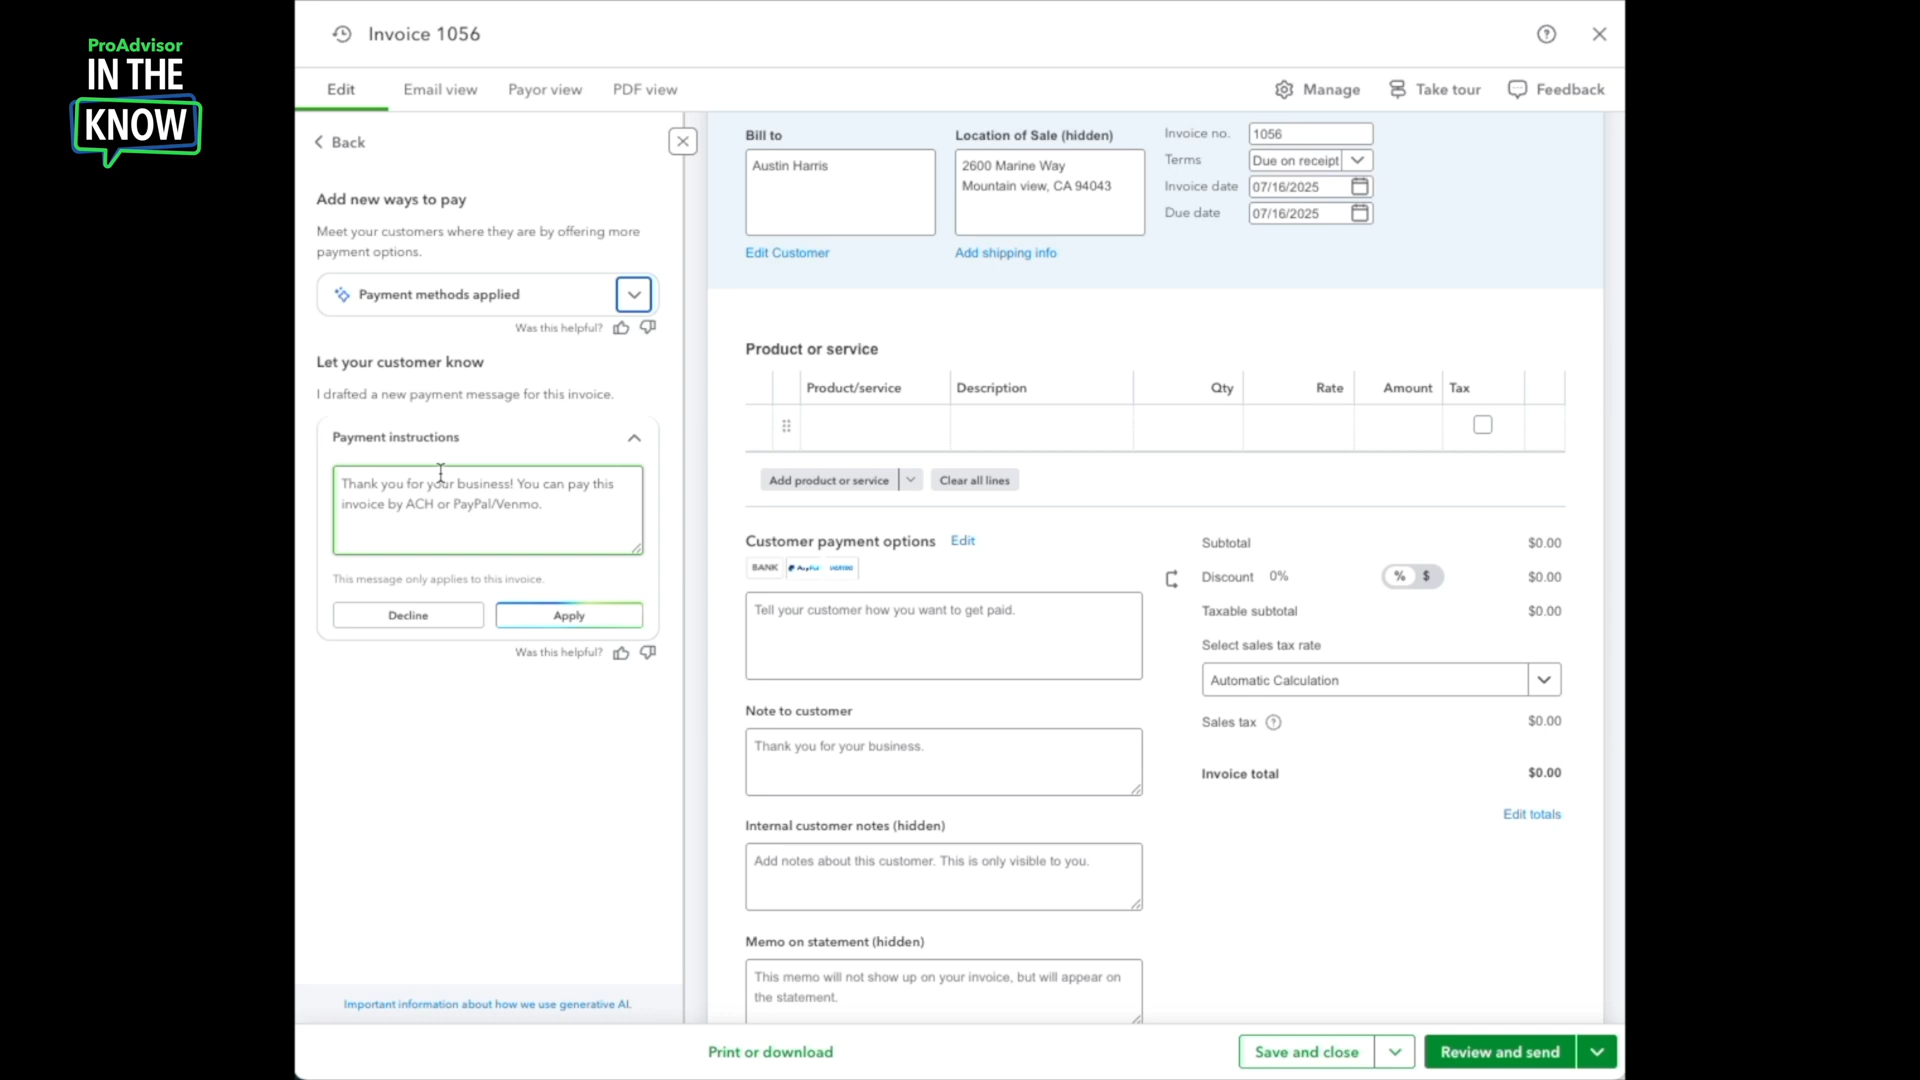 ProAdvisor
IN THE
KNOW
Invoice 1056
Edit
Email view
Payor view
PDF view
Manage
Take tour
Feedback
Back
Add new ways to pay
Meet your customers where they are by offering more
payment options.
Payment methods applied
Was this helpful?
Let your customer know
I drafted a new payment message for this invoice.
Payment instructions
Thank you for your business! You can pay this
invoice by ACH or PayPal/Venmo.
This message only applies to this invoice.
Decline
Apply
Was this helpful?
Important information about how we use generative AI.
Bill to
Austin Harris
Edit Customer
Location of Sale (hidden)
2600 Marine Way
Mountain view, CA 94043
Add shipping info
Invoice no.
1056
Terms
Due on receipt
Invoice date
07/16/2025
Due date
07/16/2025
Product or service
Product/service
Description
Qty
Rate
Amount
Tax
Add product or service
Clear all lines
Customer payment options
Edit
BANK
PayPal
venmo
Tell your customer how you want to get paid.
Note to customer
Thank you for your business.
Internal customer notes (hidden)
Add notes about this customer. This is only visible to you.
Memo on statement (hidden)
This memo will not show up on your invoice, but will appear on
the statement.
Subtotal
$0.00
Discount
0%
%
$
$0.00
Taxable subtotal
$0.00
Select sales tax rate
Automatic Calculation
Sales tax
$0.00
Invoice total
$0.00
Edit totals
Print or download
Save and close
Review and send